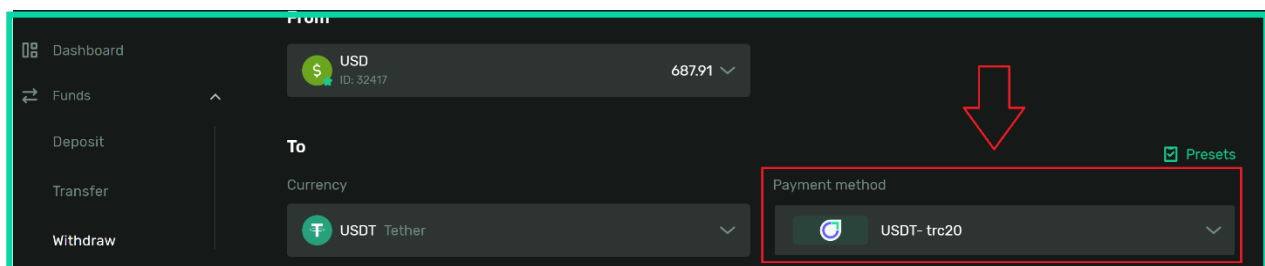 From
Dashboard
USD
ID: 32417
687.91
Funds
Deposit
To
Presets
Transfer
Currency
Payment method
Withdraw
USDT Tether
USDT- trc20